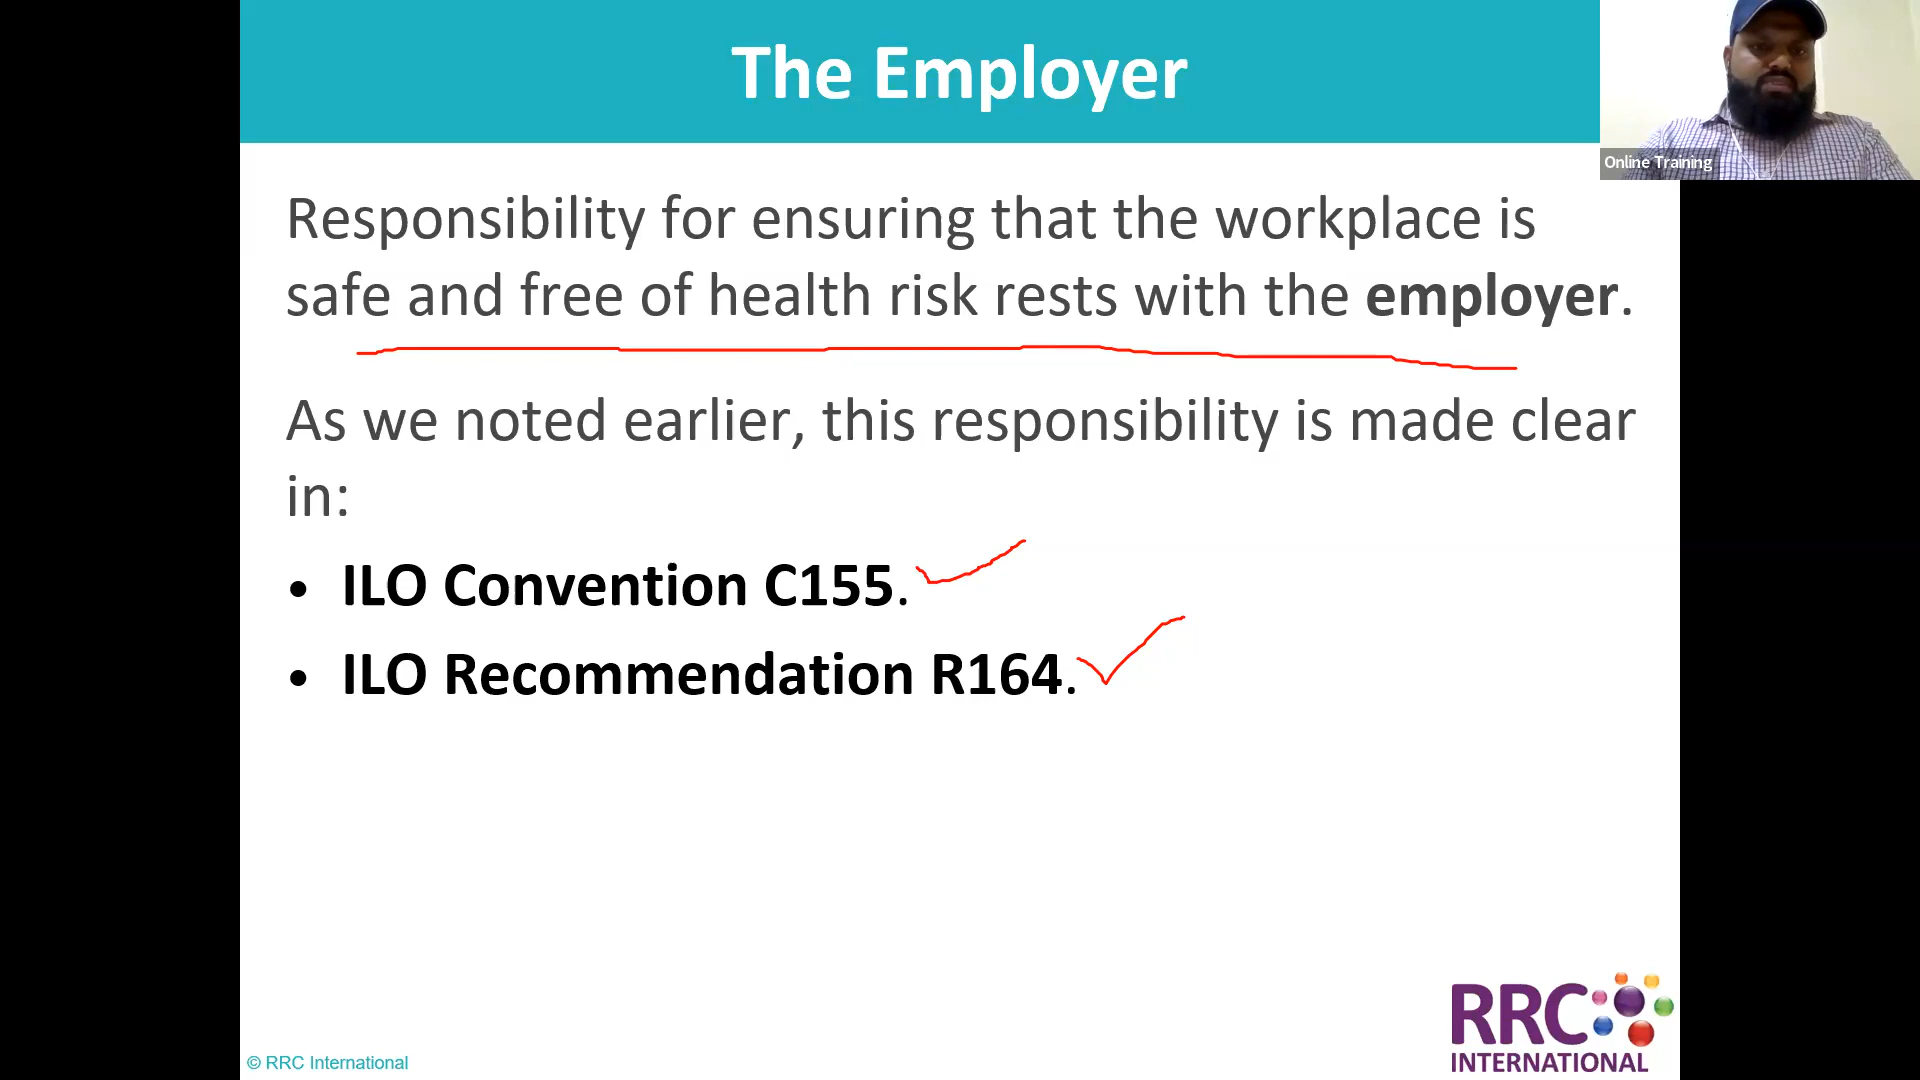 The Employer
Online Training
Responsibility for ensuring that the workplace is
safe and free of health risk rests with the employer.
As we noted earlier, this responsibility is made clear
in:
• ILO Convention C155.
• ILO Recommendation R164.
© RRC International
RRC
INTERNATIONAL